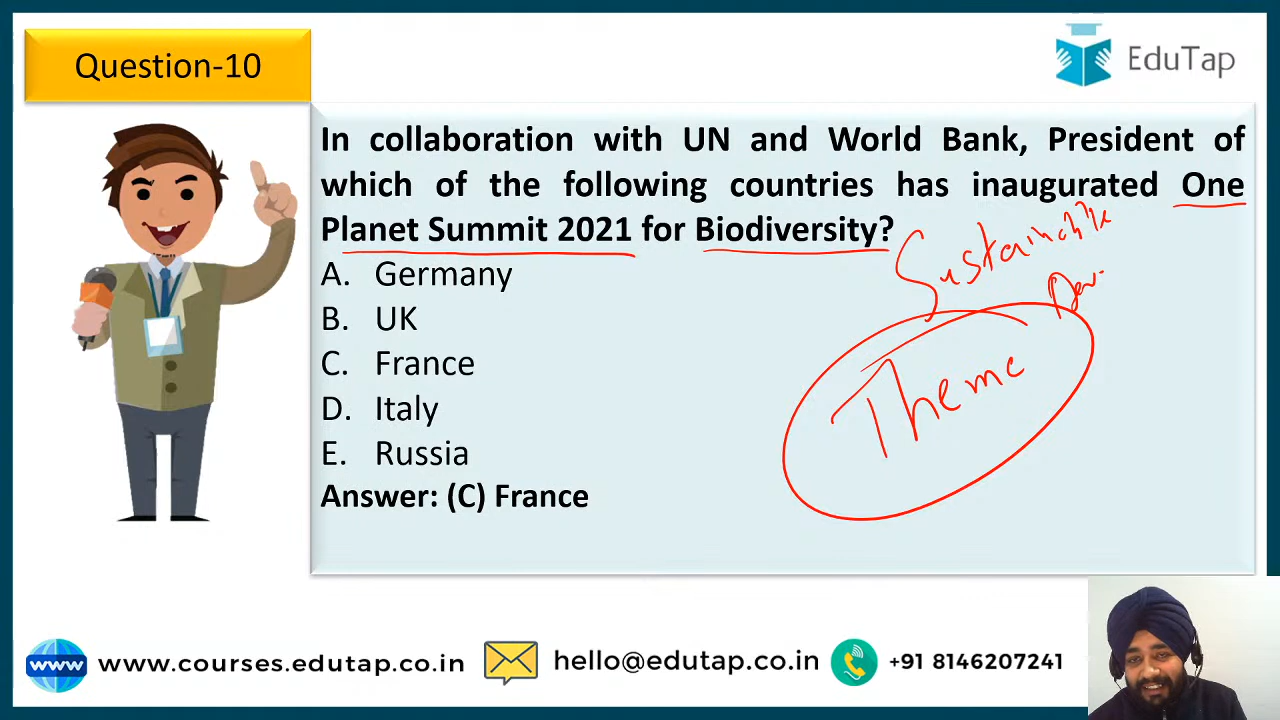 Question-10
EduTap
In collaboration with UN and World Bank, President of
which of the following countries has inaugurated One
Planet Summit 2021 for Biodiversity?
Sustainable
Dev.
A. Germany
B. UK
C. France
D. Italy
E. Russia
Theme
Answer: (C) France
www
www.courses.edutap.co.in
hello@edutap.co.in
+91 8146207241